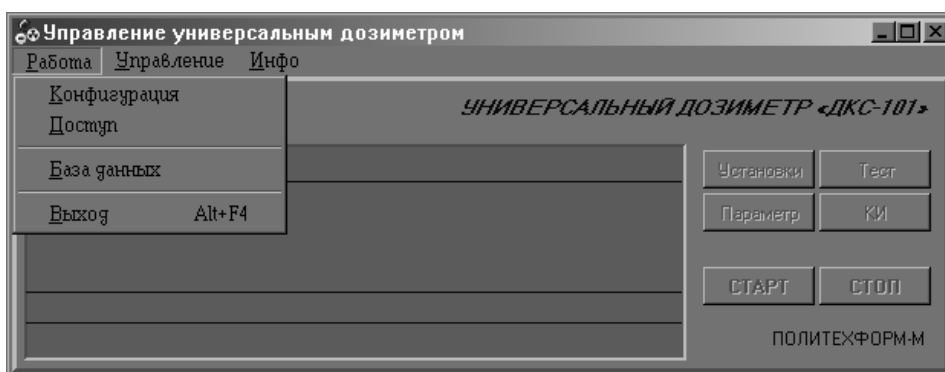 Управление универсальным дозиметром
Работа Управление Инфо
Конфигурация
Доступ
База данных
Выход Alt+F4
УНИВЕРСАЛЬНЫЙ ДОЗИМЕТР «ДКС-101»
Установки Тест
Параметр КИ
СТАРТ СТОП
ПОЛИТЕХФОРМ-М